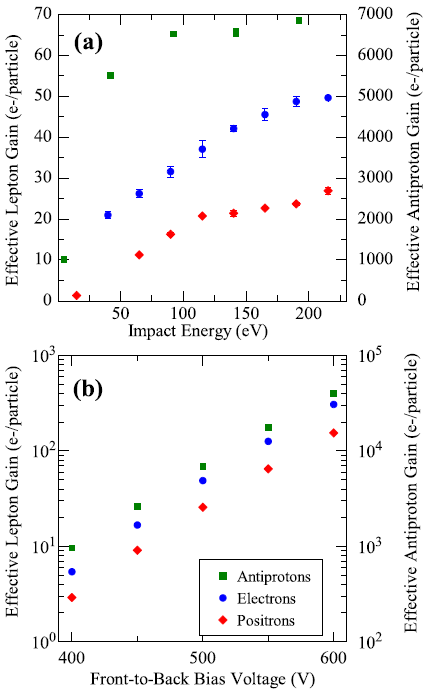 (a)
Effective Lepton Gain (e-/particle)
70
60
50
40
30
20
10
0
Effective Antiproton Gain (e-/particle)
7000
6000
5000
4000
3000
2000
1000
0
50 100 150 200
Impact Energy (eV)
(b)
Effective Lepton Gain (e-/particle)
10³
10²
10¹
10⁰
Effective Antiproton Gain (e-/particle)
10⁵
10⁴
10³
10²
Antiprotons
Electrons
Positrons
400 450 500 550 600
Front-to-Back Bias Voltage (V)